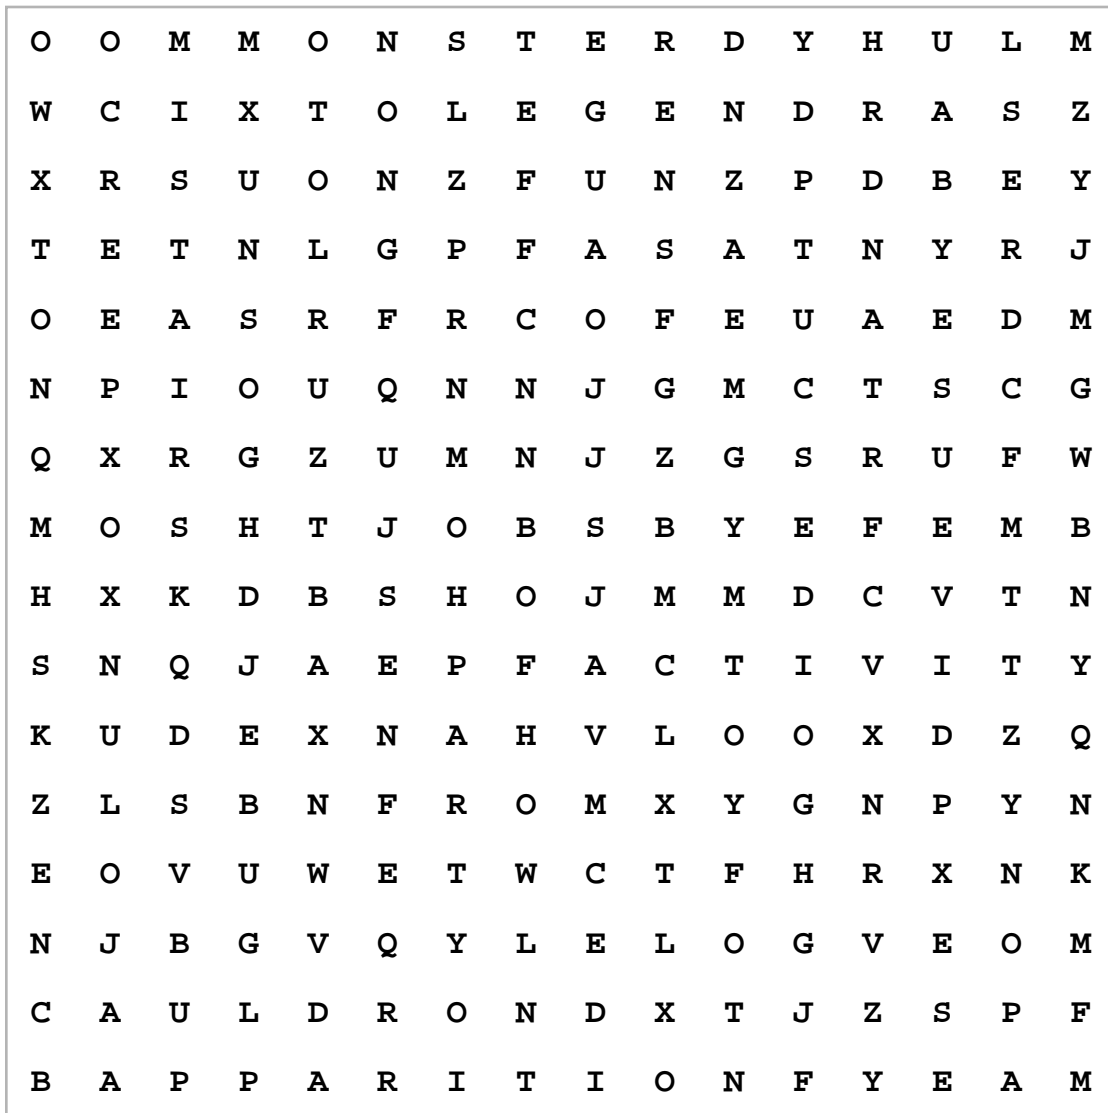 O O M M O N S T E R D Y H U L M
W C I X T O L E G E N D R A S Z
X R S U O N Z F U N Z P D B E Y
T E T N L G P F A S A T N Y R J
O E A S R F R C O F E U A E D M
N P I O U Q N N J G M C T S C G
Q X R G Z U M N J Z G S R U F W
M O S H T J O B S B Y E F E M B
H X K D B S H O J M M D C V T N
S N Q J A E P F A C T I V I T Y
K U D E X N A H V L O O X D Z Q
Z L S B N F R O M X Y G N P Y N
E O V U W E T W C T F H R X N K
N J B G V Q Y L E L O G V E O M
C A U L D R O N D X T J Z S P F
B A P P A R I T I O N F Y E A M